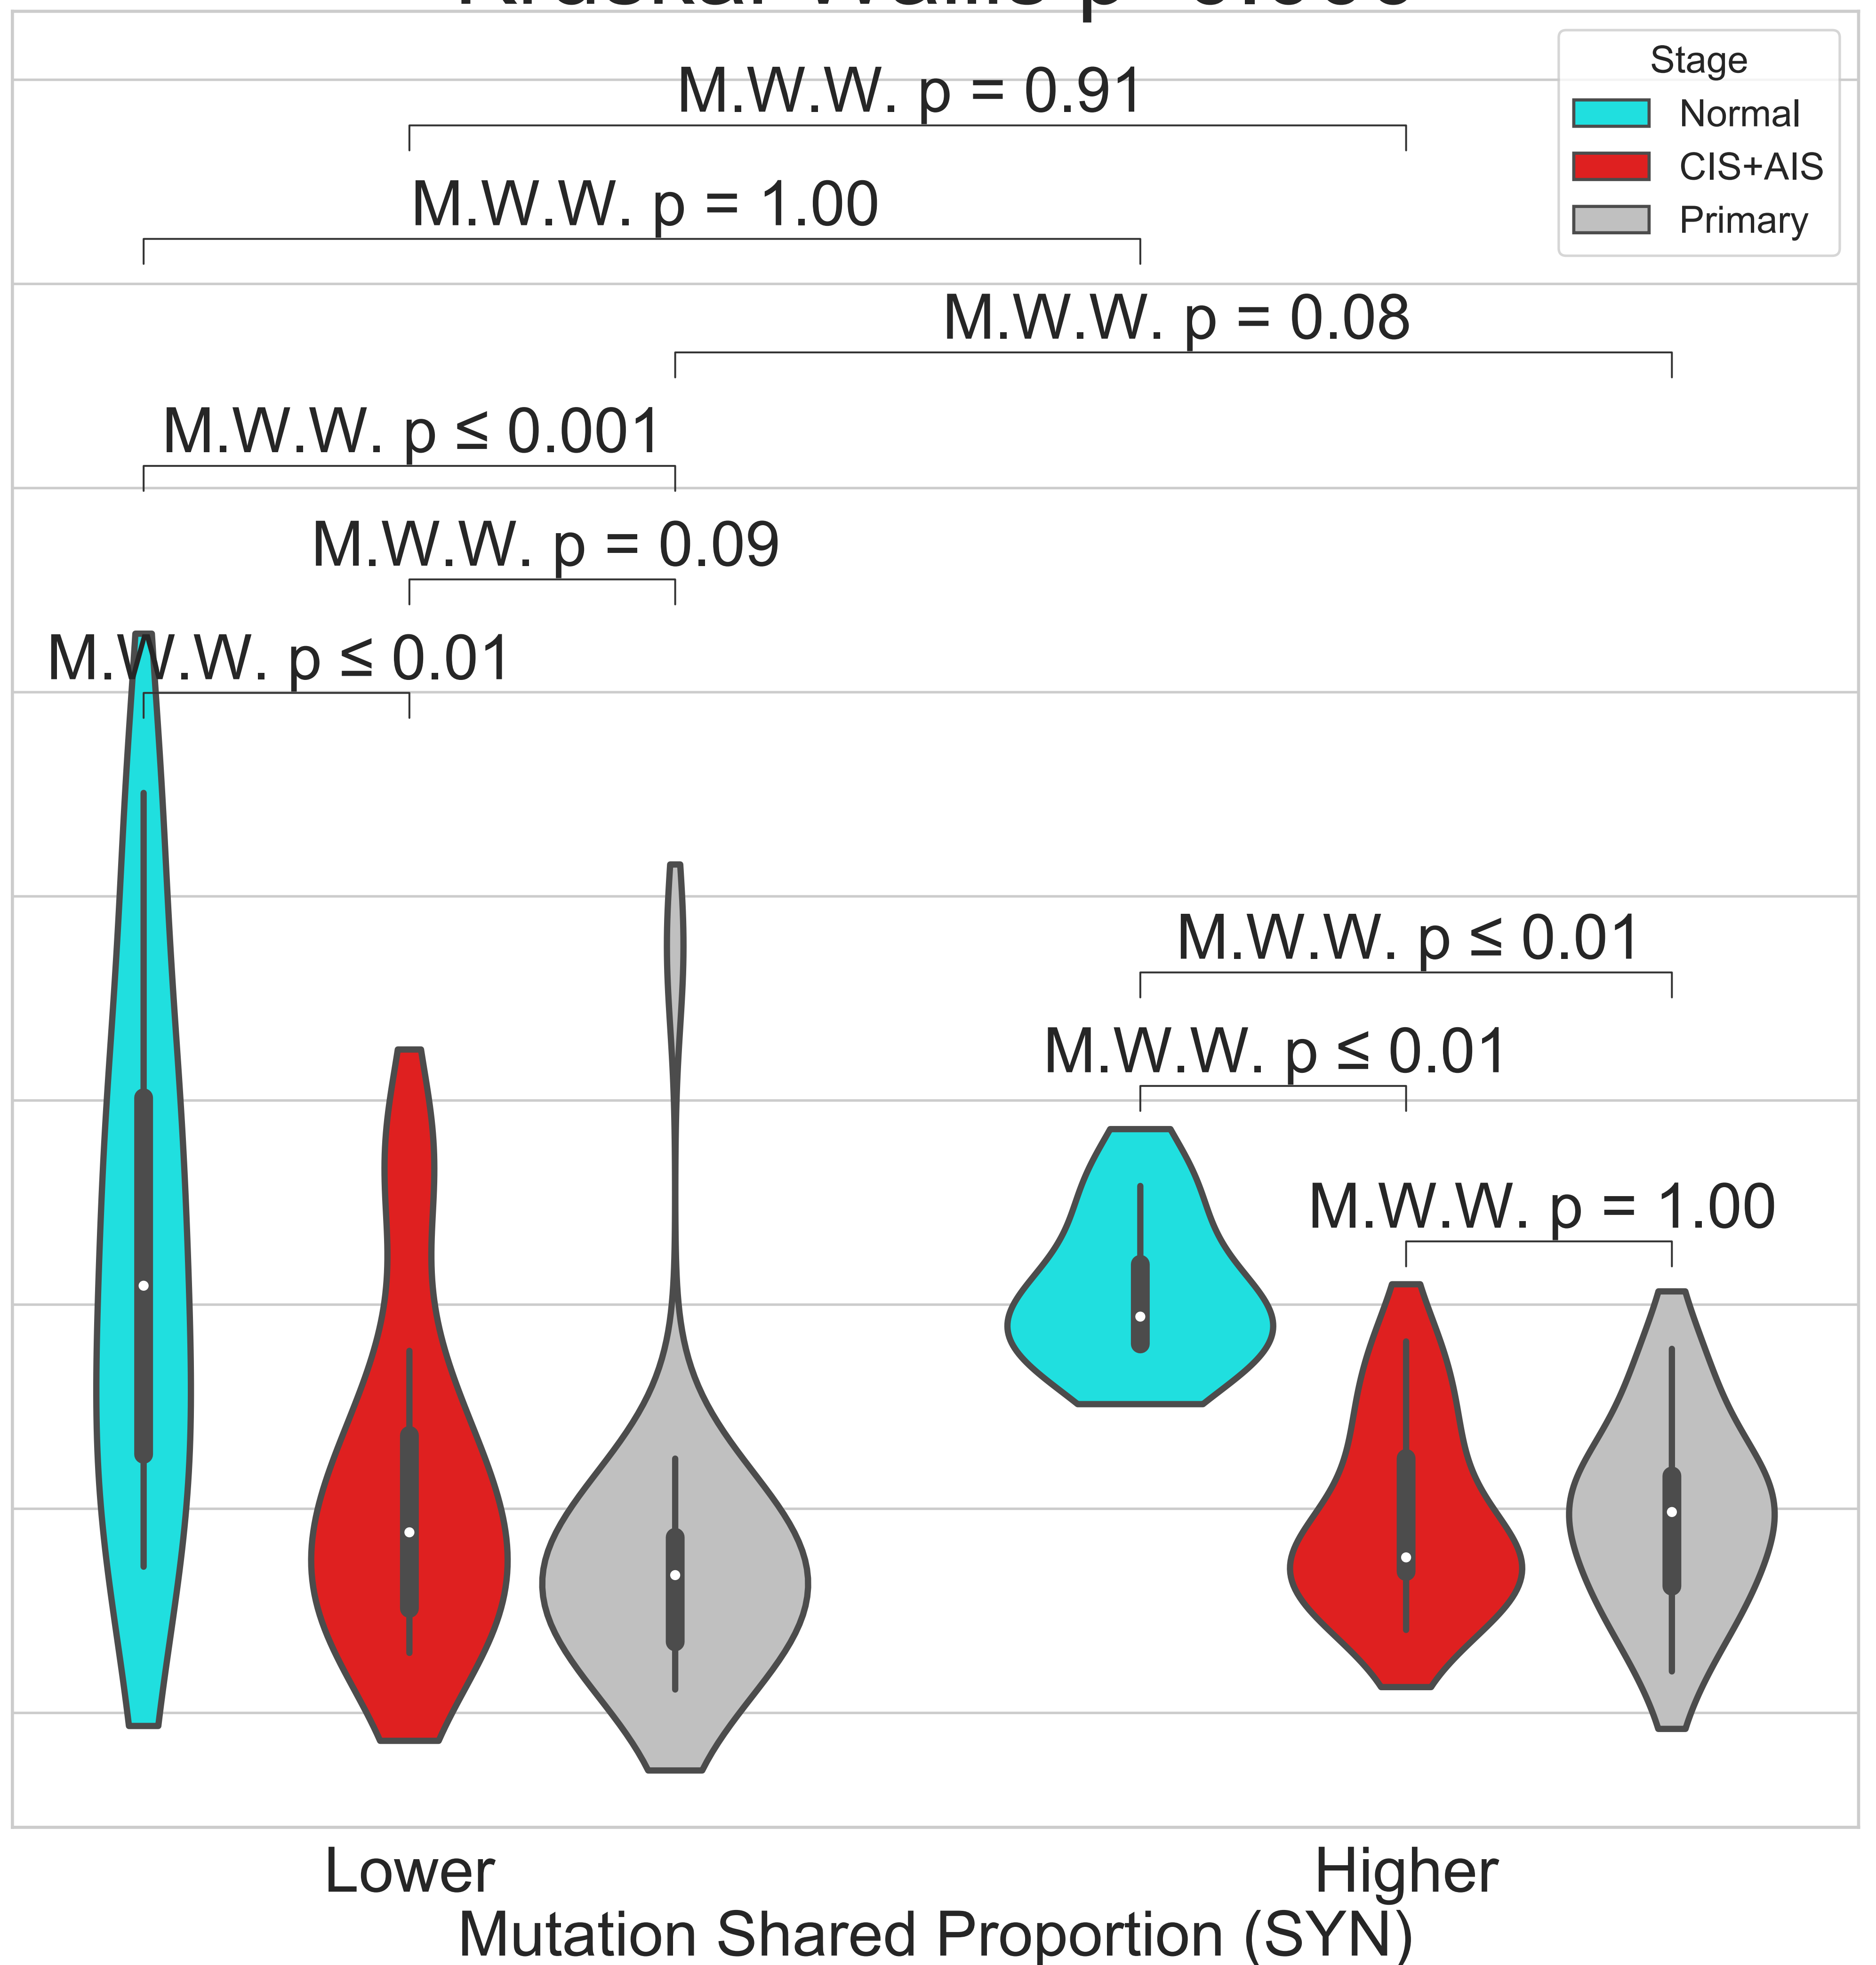 Stage
Normal
CIS+AIS
Primary
M.W.W. p = 0.91
M.W.W. p = 1.00
M.W.W. p = 0.08
M.W.W. p ≤ 0.001
M.W.W. p = 0.09
M.W.W. p ≤ 0.01
M.W.W. p ≤ 0.01
M.W.W. p ≤ 0.01
M.W.W. p = 1.00
Lower
Higher
Mutation Shared Proportion (SYN)